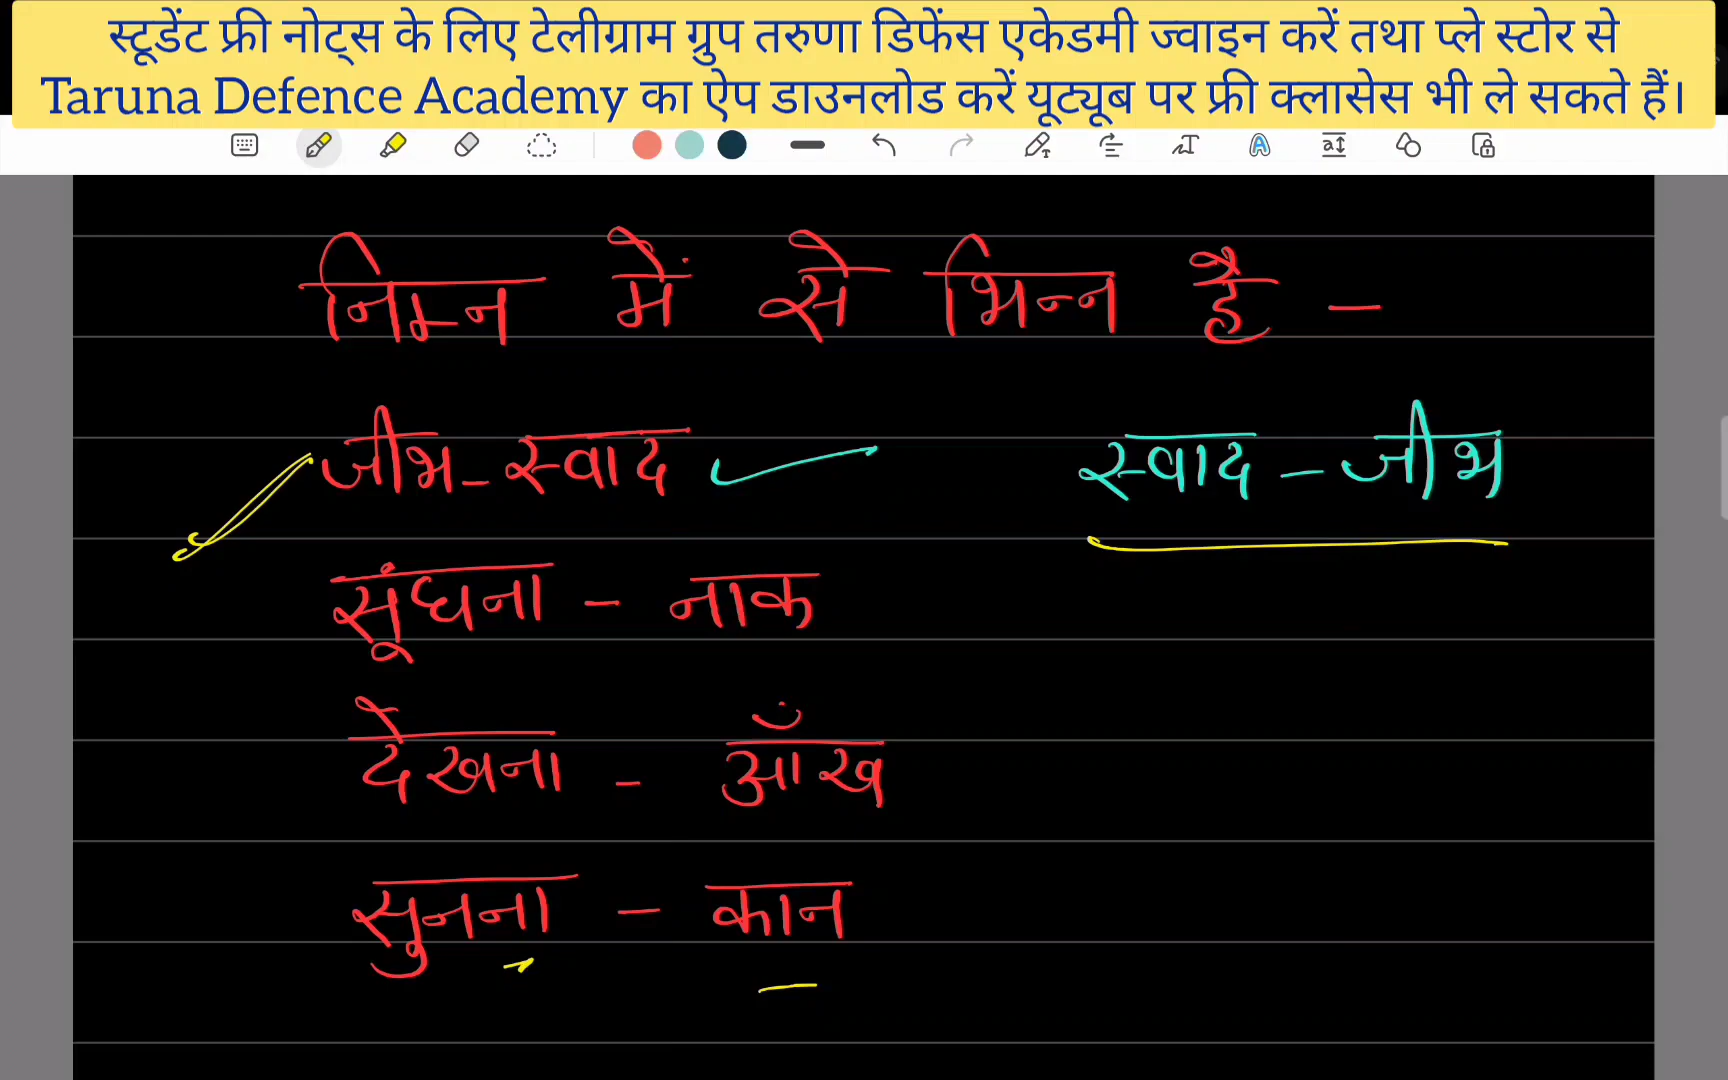 स्टूडेंट फ्री नोट्स के लिए टेलीग्राम ग्रुप तरुणा डिफेंस एकेडमी ज्वाइन करें तथा प्ले स्टोर से
Taruna Defence Academy का ऐप डाउनलोड करें यूट्यूब पर फ्री क्लासेस भी ले सकते हैं।
निम्न में से भिन्न है -
जीभ - स्वाद स्वाद - जीभ
सूंघना - नाक
देखना - आँख
सुनना - कान